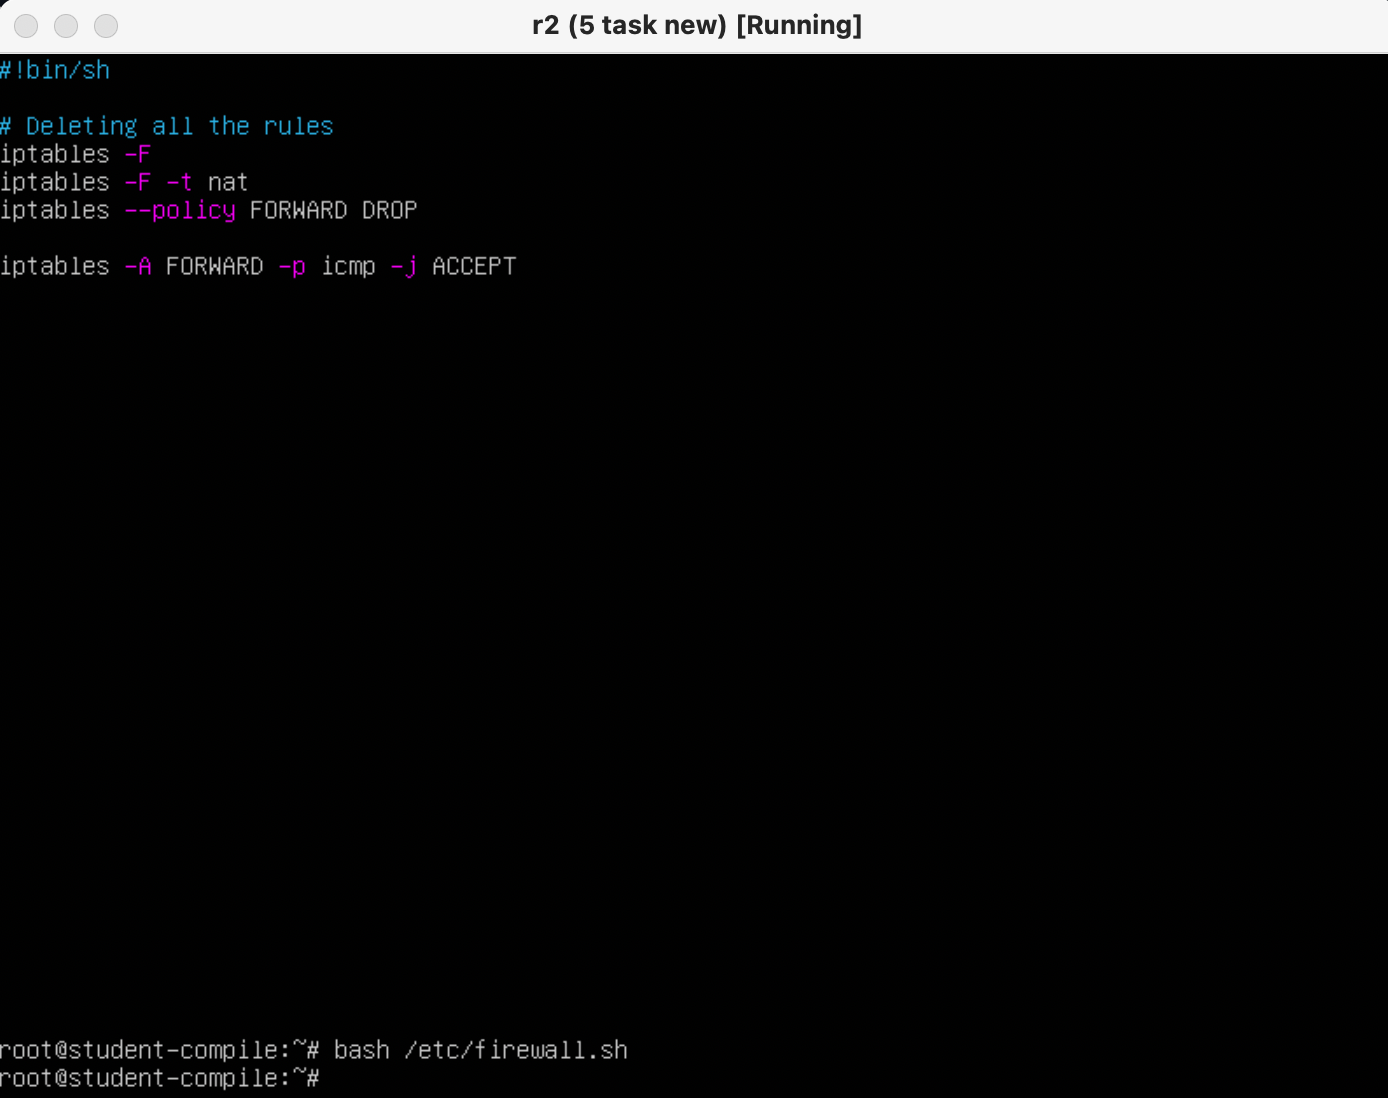 r2 (5 task new) [Running]
#!bin/sh
# Deleting all the rules
iptables -F
iptables -F -t nat
iptables --policy FORWARD DROP
iptables -A FORWARD -p icmp -j ACCEPT
root@student-compile:~# bash /etc/firewall.sh
root@student-compile:~#